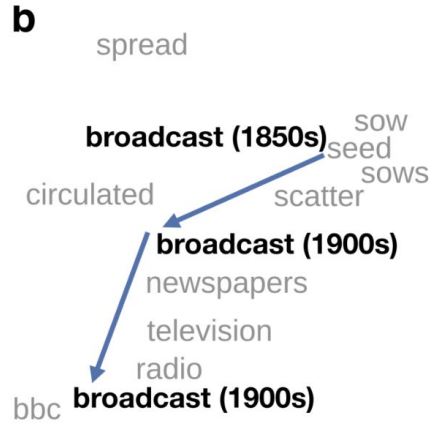 b
spread
sow
broadcast (1850s)
seed
sows
circulated
scatter
broadcast (1900s)
newspapers
television
radio
broadcast (1900s)
bbc